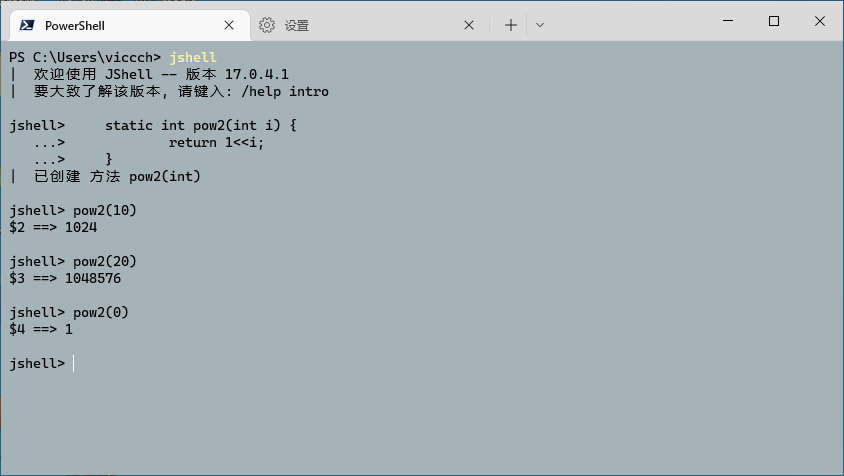 PowerShell
设置
PS C:\Users\viccch> jshell
|  欢迎使用 JShell -- 版本 17.0.4.1
|  要大致了解该版本, 请键入: /help intro
jshell>     static int pow2(int i) {
   ...>             return 1<<i;
   ...>     }
|  已创建 方法 pow2(int)
jshell> pow2(10)
$2 ==> 1024
jshell> pow2(20)
$3 ==> 1048576
jshell> pow2(0)
$4 ==> 1
jshell>